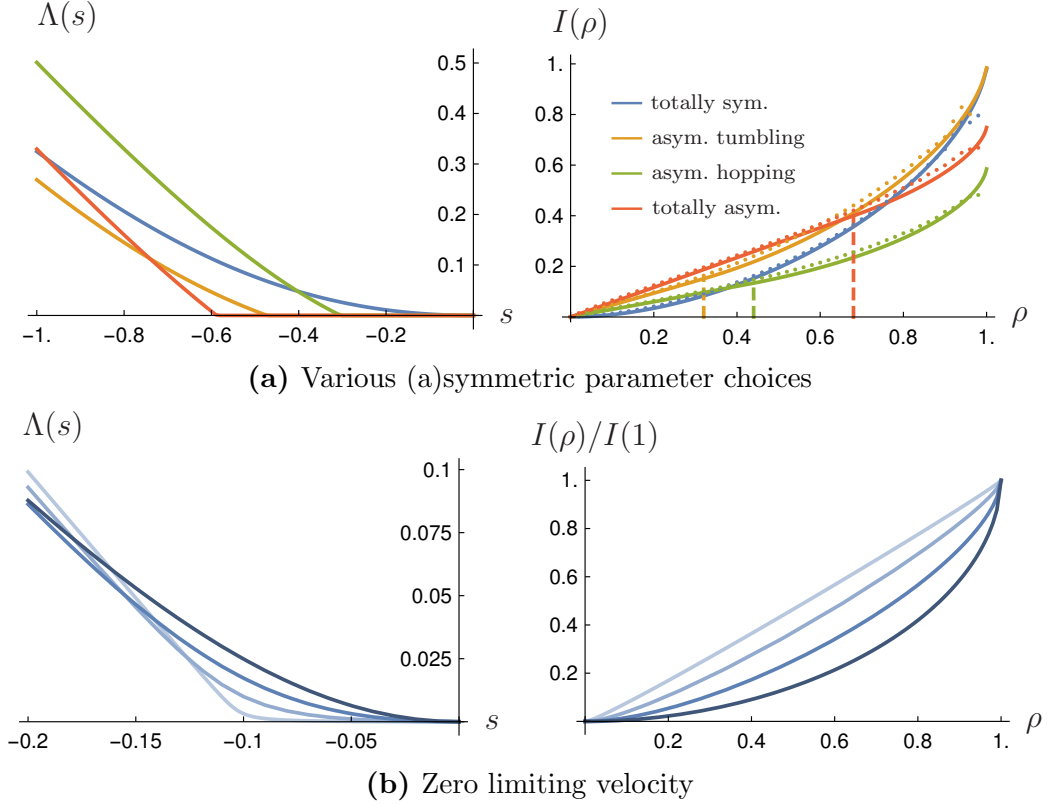 Λ(s)
0.5
0.4
0.3
0.2
0.1
−1. −0.8 −0.6 −0.4 −0.2 s
I(ρ)
1.
0.8
0.6
0.4
0.2
totally sym.
asym. tumbling
asym. hopping
totally asym.
0.2 0.4 0.6 0.8 1. ρ
(a) Various (a)symmetric parameter choices
Λ(s)
0.1
0.075
0.05
0.025
−0.2 −0.15 −0.1 −0.05 s
I(ρ)/I(1)
1.
0.8
0.6
0.4
0.2
0.2 0.4 0.6 0.8 1. ρ
(b) Zero limiting velocity